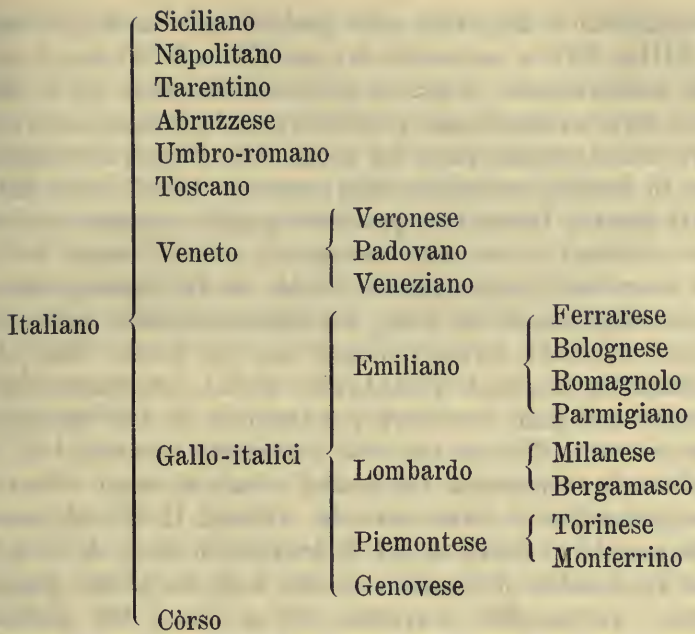 Siciliano
Napolitano
Tarentino
Abruzzese
Umbro-romano
Toscano
Veneto
Veronese
Padovano
Veneziano
Italiano
Gallo-italici
Emiliano
Ferrarese
Bolognese
Romagnolo
Parmigiano
Lombardo
Milanese
Bergamasco
Piemontese
Torinese
Monferrino
Genovese
Còrso